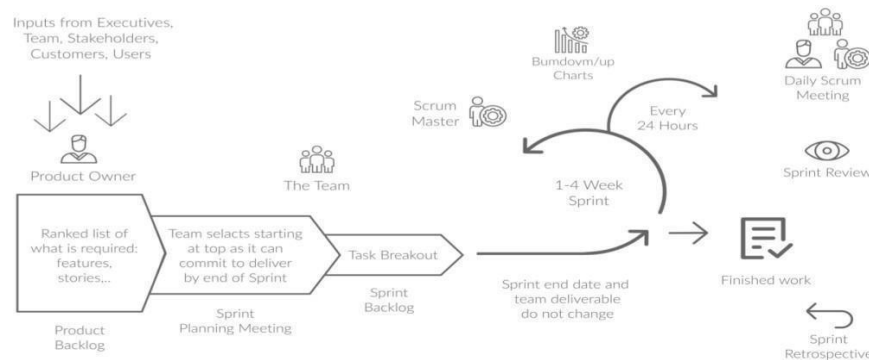 Inputs from Executives,
Team, Stakeholders,
Customers, Users
Product Owner
Ranked list of
what is required:
features,
stories,..
Product
Backlog
The Team
Team selacts starting
at top as it can
commit to deliver
by end of Sprint
Sprint
Planning Meeting
Task Breakout
Sprint
Backlog
Scrum
Master
Bumdovm/up
Charts
Every
24 Hours
1-4 Week
Sprint
Sprint end date and
team deliverable
do not change
Daily Scrum
Meeting
Sprint Review
Finished work
Sprint
Retrospective